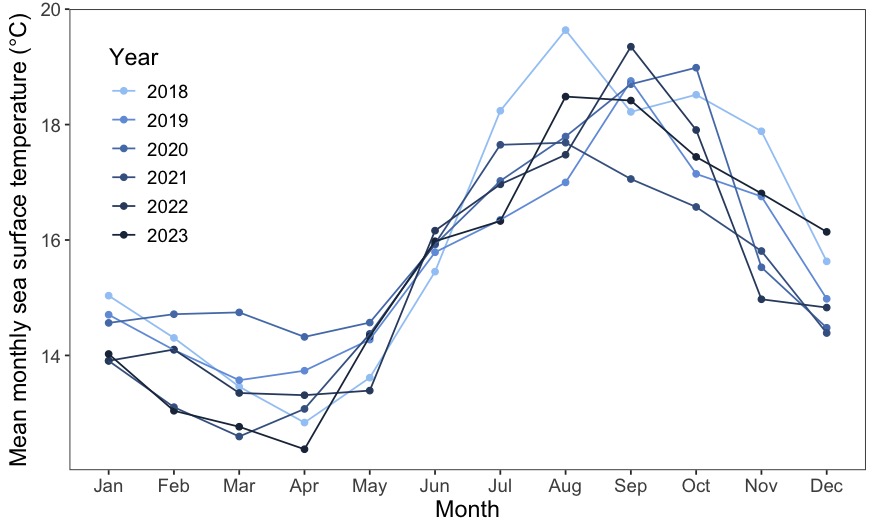 Mean monthly sea surface temperature (°C)
20
18
16
14
Year
2018
2019
2020
2021
2022
2023
Jan Feb Mar Apr May Jun Jul Aug Sep Oct Nov Dec
Month